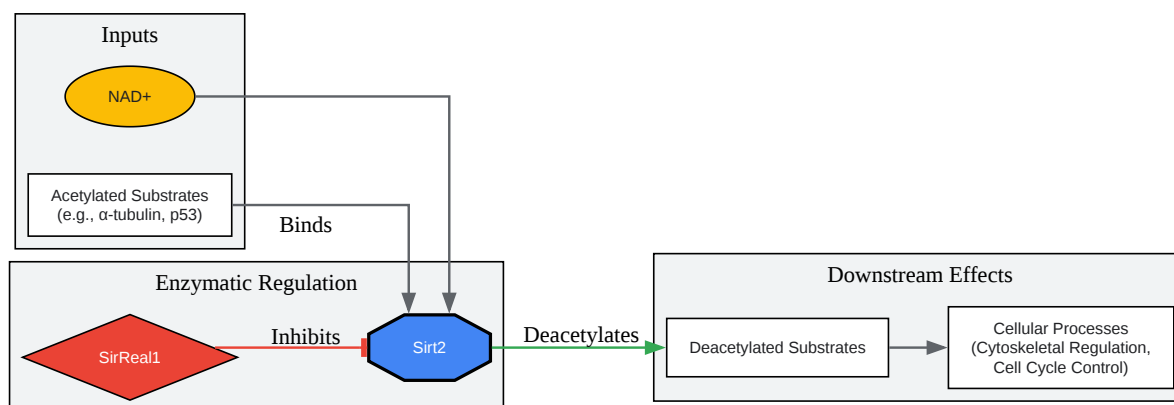 Inputs
NAD+
Acetylated Substrates
(e.g., α-tubulin, p53)
Binds
Enzymatic Regulation
SirReal1
Inhibits
Sirt2
Deacetylates
Downstream Effects
Deacetylated Substrates
Cellular Processes
(Cytoskeletal Regulation,
Cell Cycle Control)